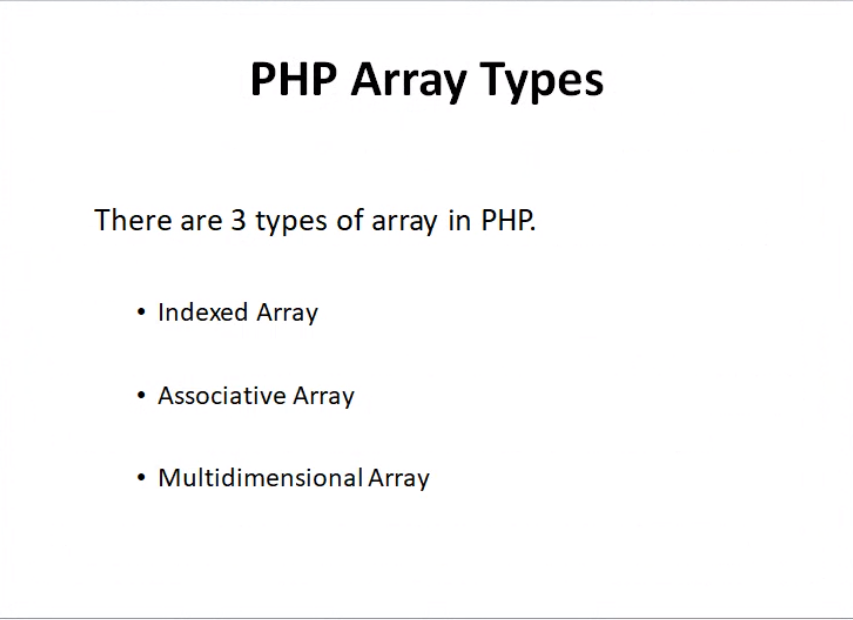 PHP Array Types
There are 3 types of array in PHP.
• Indexed Array
• Associative Array
• Multidimensional Array